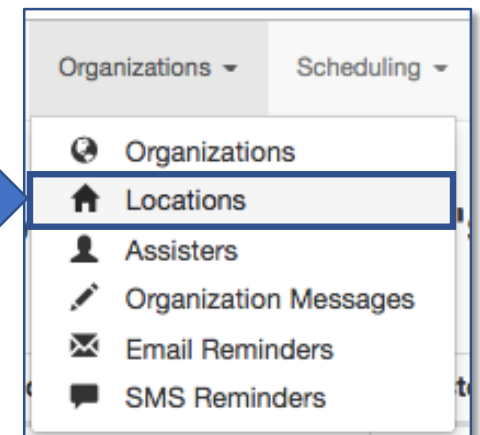 Organizations Scheduling
Organizations
Locations
Assisters
Organization Messages
Email Reminders
SMS Reminders